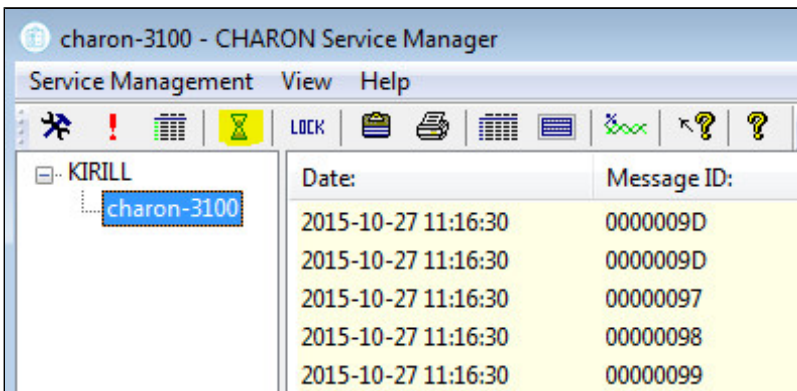 charon-3100 - CHARON Service Manager
Service Management View Help
LOCK
KIRILL
charon-3100
Date: Message ID:
2015-10-27 11:16:30 0000009D
2015-10-27 11:16:30 0000009D
2015-10-27 11:16:30 00000097
2015-10-27 11:16:30 00000098
2015-10-27 11:16:30 00000099